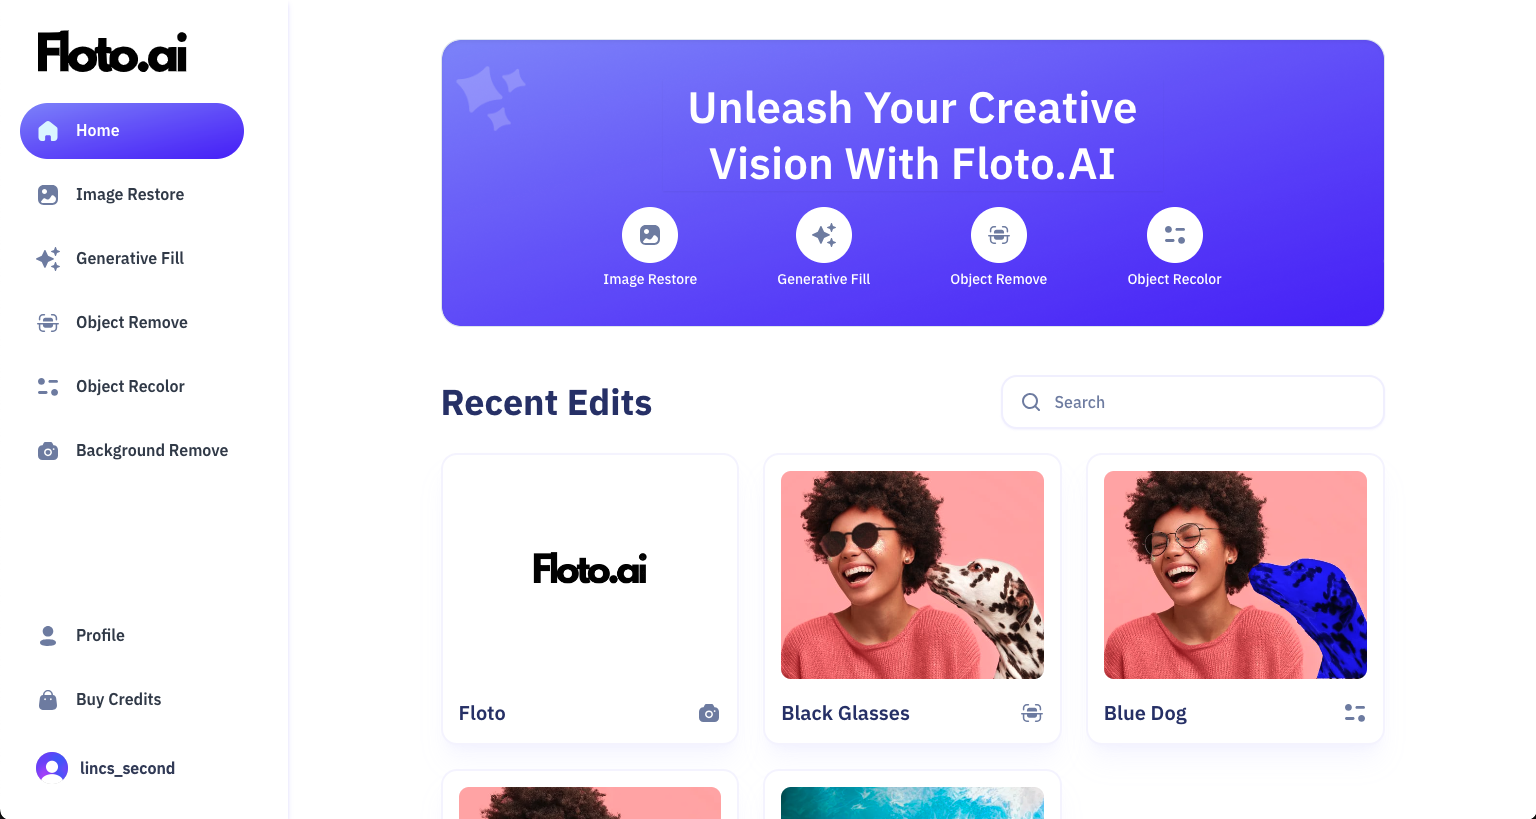 Floto.ai
Home
Image Restore
Generative Fill
Object Remove
Object Recolor
Background Remove
Profile
Buy Credits
lincs_second
Unleash Your Creative
Vision With Floto.AI
Image Restore
Generative Fill
Object Remove
Object Recolor
Recent Edits
Search
Floto.ai
Floto
Black Glasses
Blue Dog